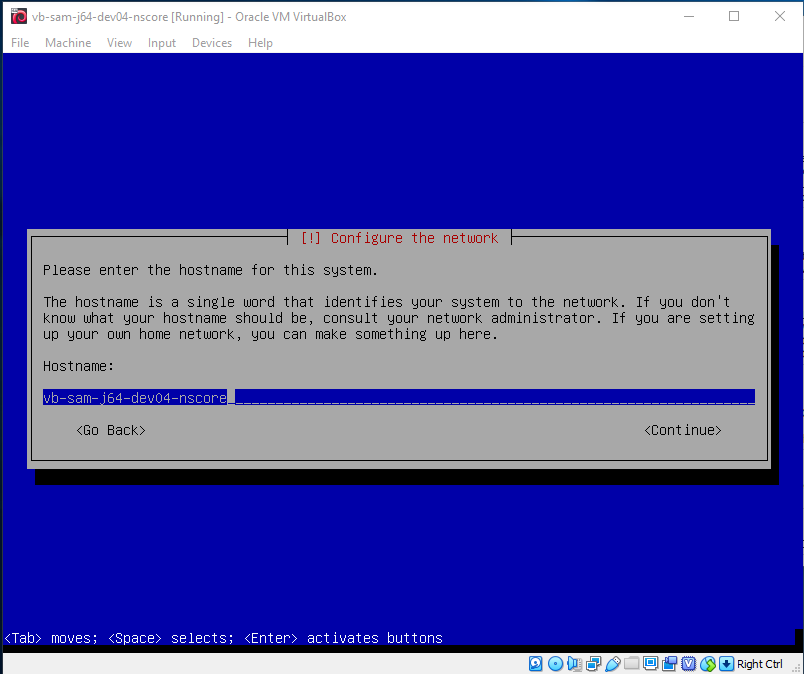 vb-sam-j64-dev04-nscore [Running] - Oracle VM VirtualBox
File Machine View Input Devices Help
[!] Configure the network
Please enter the hostname for this system.
The hostname is a single word that identifies your system to the network. If you don't
know what your hostname should be, consult your network administrator. If you are setting
up your own home network, you can make something up here.
Hostname:
vb-sam-j64-dev04-nscore
<Go Back> <Continue>
<Tab> moves; <Space> selects; <Enter> activates buttons
Right Ctrl